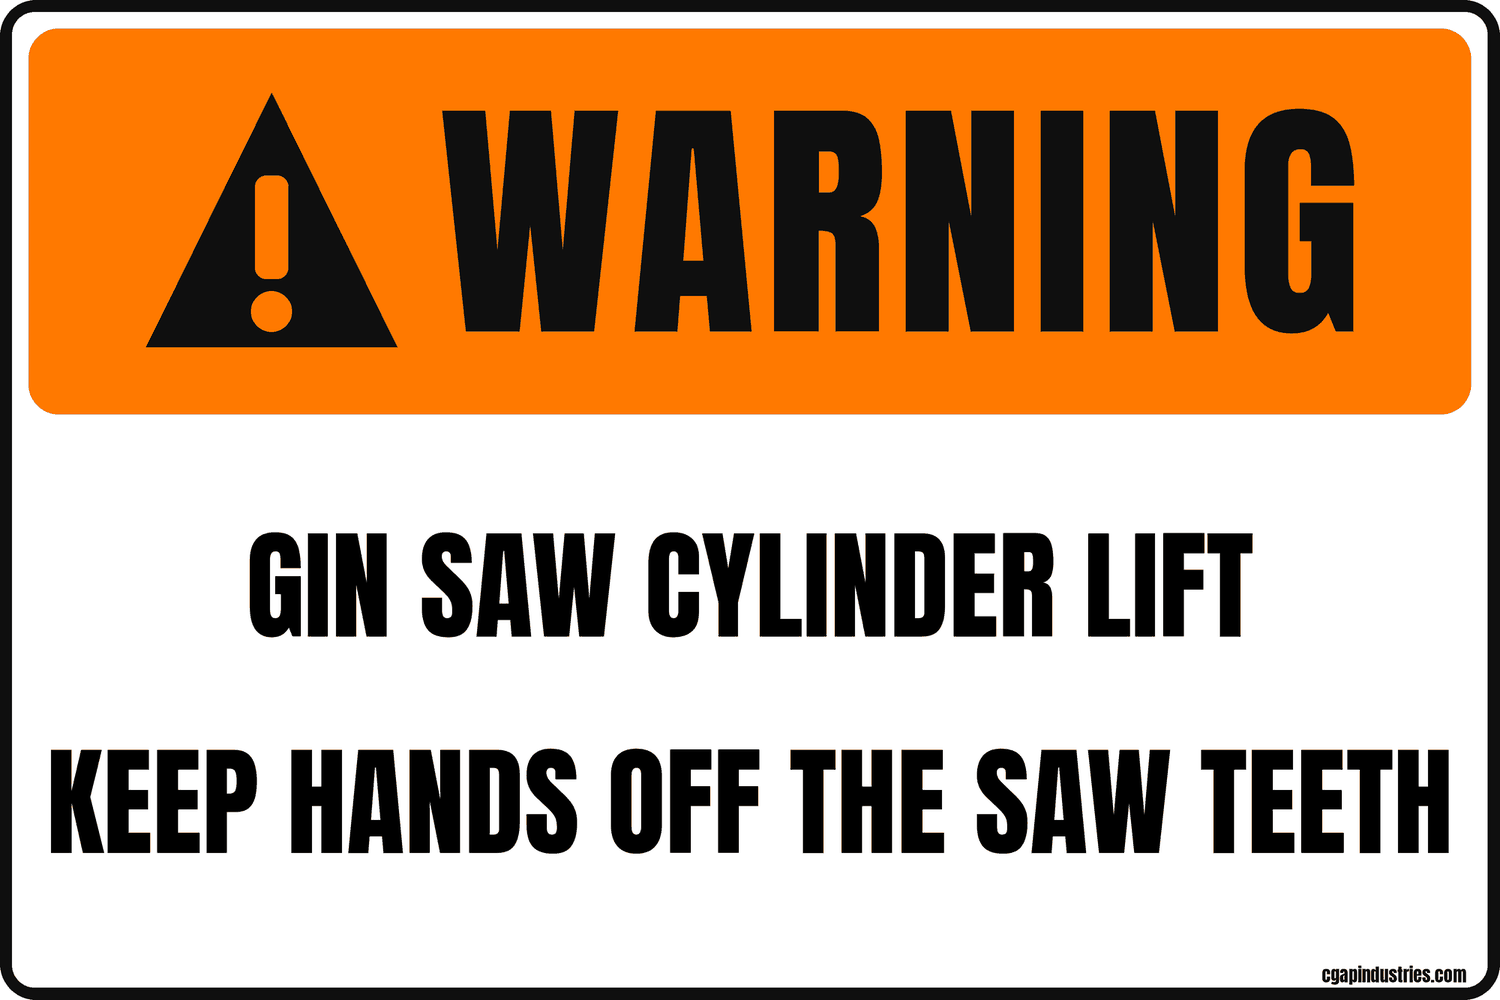 WARNING
GIN SAW CYLINDER LIFT
KEEP HANDS OFF THE SAW TEETH
cgapindustries.com